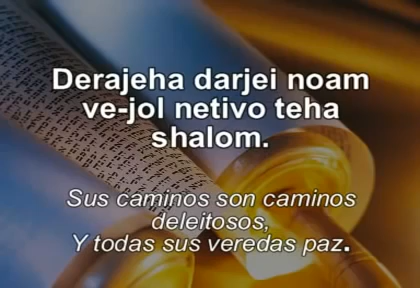 Derajeha darjei noam
ve-jol netivo teha
shalom.
Sus caminos son caminos
deleitosos,
Y todas sus veredas paz.